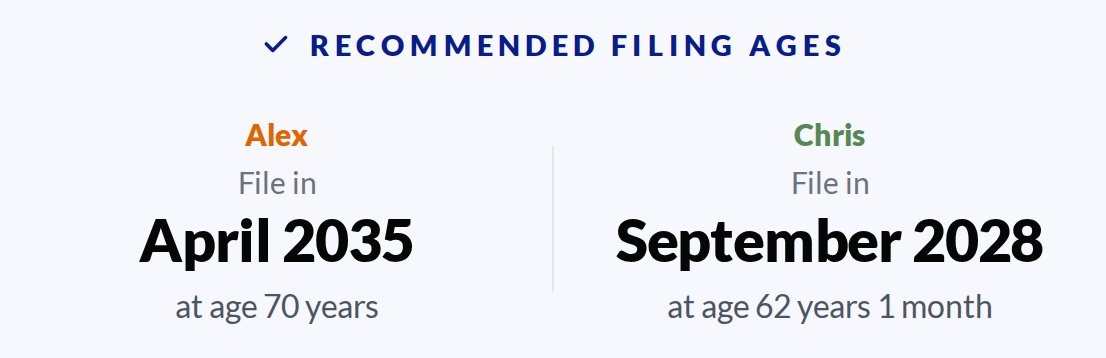 RECOMMENDED FILING AGES
Alex
File in
April 2035
at age 70 years
Chris
File in
September 2028
at age 62 years 1 month